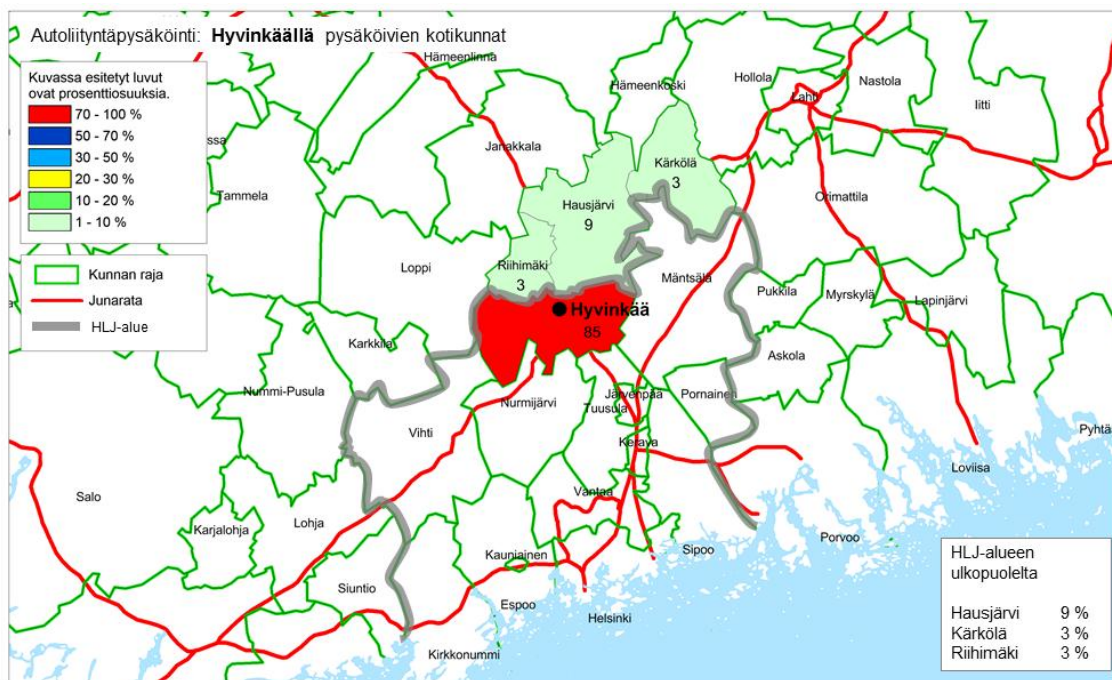 Autoliityntäpysäköinti: Hyvinkäällä pysäköivien kotikunnat
Kuvassa esitetyt luvut
ovat prosenttiosuuksia.
70 - 100 %
50 - 70 %
30 - 50 %
20 - 30 %
10 - 20 %
1 - 10 %
Kunnan raja
Junarata
HLJ-alue
Hämeenlinna
Hämeenkoski
Hollola
Nastola
Lahti
Iitti
ssa
Janakkala
Kärkölä
3
Tammela
Hausjärvi
9
Orimattila
Loppi
Riihimäki
3
Mäntsälä
Pukkila
Myrskylä
Lapinjärvi
Hyvinkää
85
Karkkila
Askola
Nummi-Pusula
Nurmijärvi
Järvenpää
Tuusula
Pornainen
Vihti
Kerava
Pyhtä
Loviisa
Salo
Vantaa
Karjalohja
Lohja
Kauniainen
Sipoo
Porvoo
Siuntio
Espoo
Helsinki
Kirkkonummi
HLJ-alueen
ulkopuolelta
Hausjärvi 9 %
Kärkölä 3 %
Riihimäki 3 %